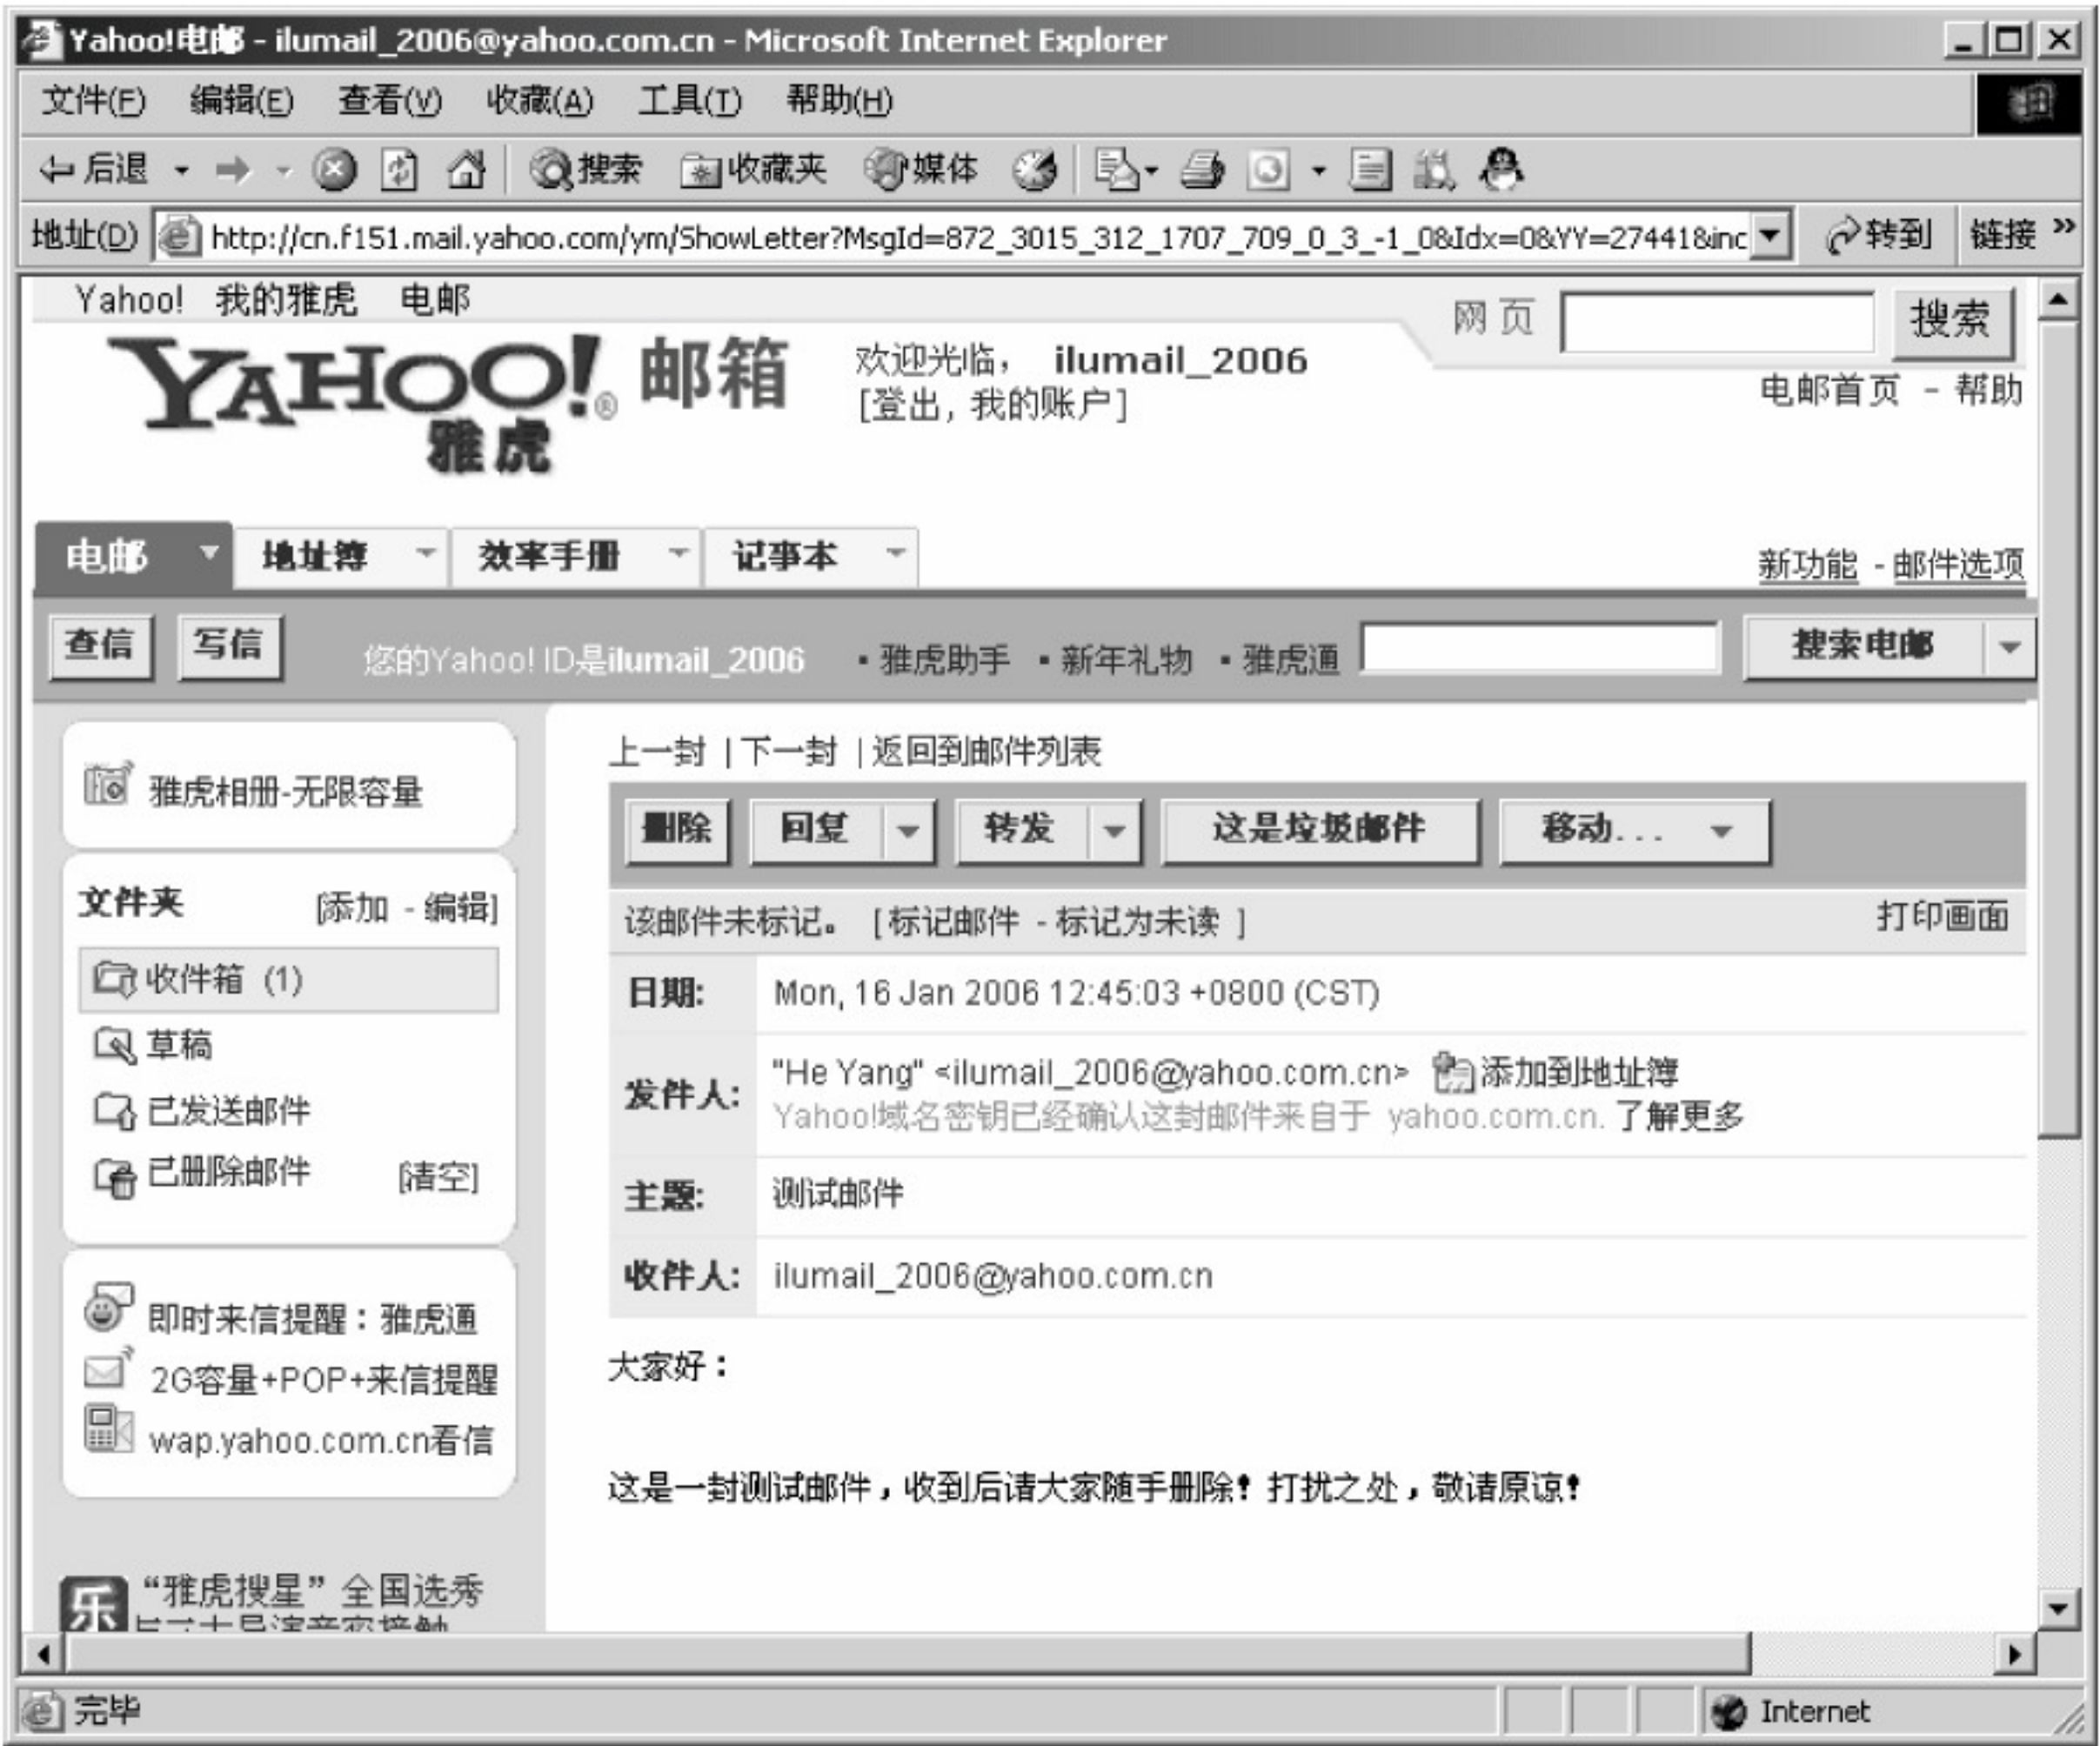 Yahoo!电邮 - ilumail_2006@yahoo.com.cn - Microsoft Internet Explorer
文件(F) 编辑(E) 查看(V) 收藏(A) 工具(T) 帮助(H)
后退 搜索 收藏夹 媒体
地址(D) http://cn.f151.mail.yahoo.com/ym/ShowLetter?MsgId=872_3015_312_1707_709_0_3_-1_0&Idx=0&YY=27441&inc 转到 链接 »
Yahoo! 我的雅虎 电邮
网页 搜索
YAHOO!® 邮箱
雅虎
欢迎光临, ilumail_2006
[登出, 我的账户]
电邮首页 - 帮助
电邮 地址簿 效率手册 记事本
新功能 - 邮件选项
查信 写信 您的Yahoo! ID是ilumail_2006 ▪ 雅虎助手 ▪ 新年礼物 ▪ 雅虎通 搜索电邮
雅虎相册-无限容量
文件夹 [添加 - 编辑]
收件箱 (1)
草稿
已发送邮件
已删除邮件 [清空]
即时来信提醒：雅虎通
2G容量+POP+来信提醒
wap.yahoo.com.cn看信
乐 “雅虎搜星”全国选秀
上一封 | 下一封 | 返回到邮件列表
删除 回复 转发 这是垃圾邮件 移动...
该邮件未标记。 [ 标记邮件 - 标记为未读 ] 打印画面
日期: Mon, 16 Jan 2006 12:45:03 +0800 (CST)
发件人: "He Yang" <ilumail_2006@yahoo.com.cn> 添加到地址簿
Yahoo!域名密钥已经确认这封邮件来自于 yahoo.com.cn. 了解更多
主题: 测试邮件
收件人: ilumail_2006@yahoo.com.cn
大家好：
这是一封测试邮件，收到后请大家随手删除！打扰之处，敬请原谅！
完毕 Internet